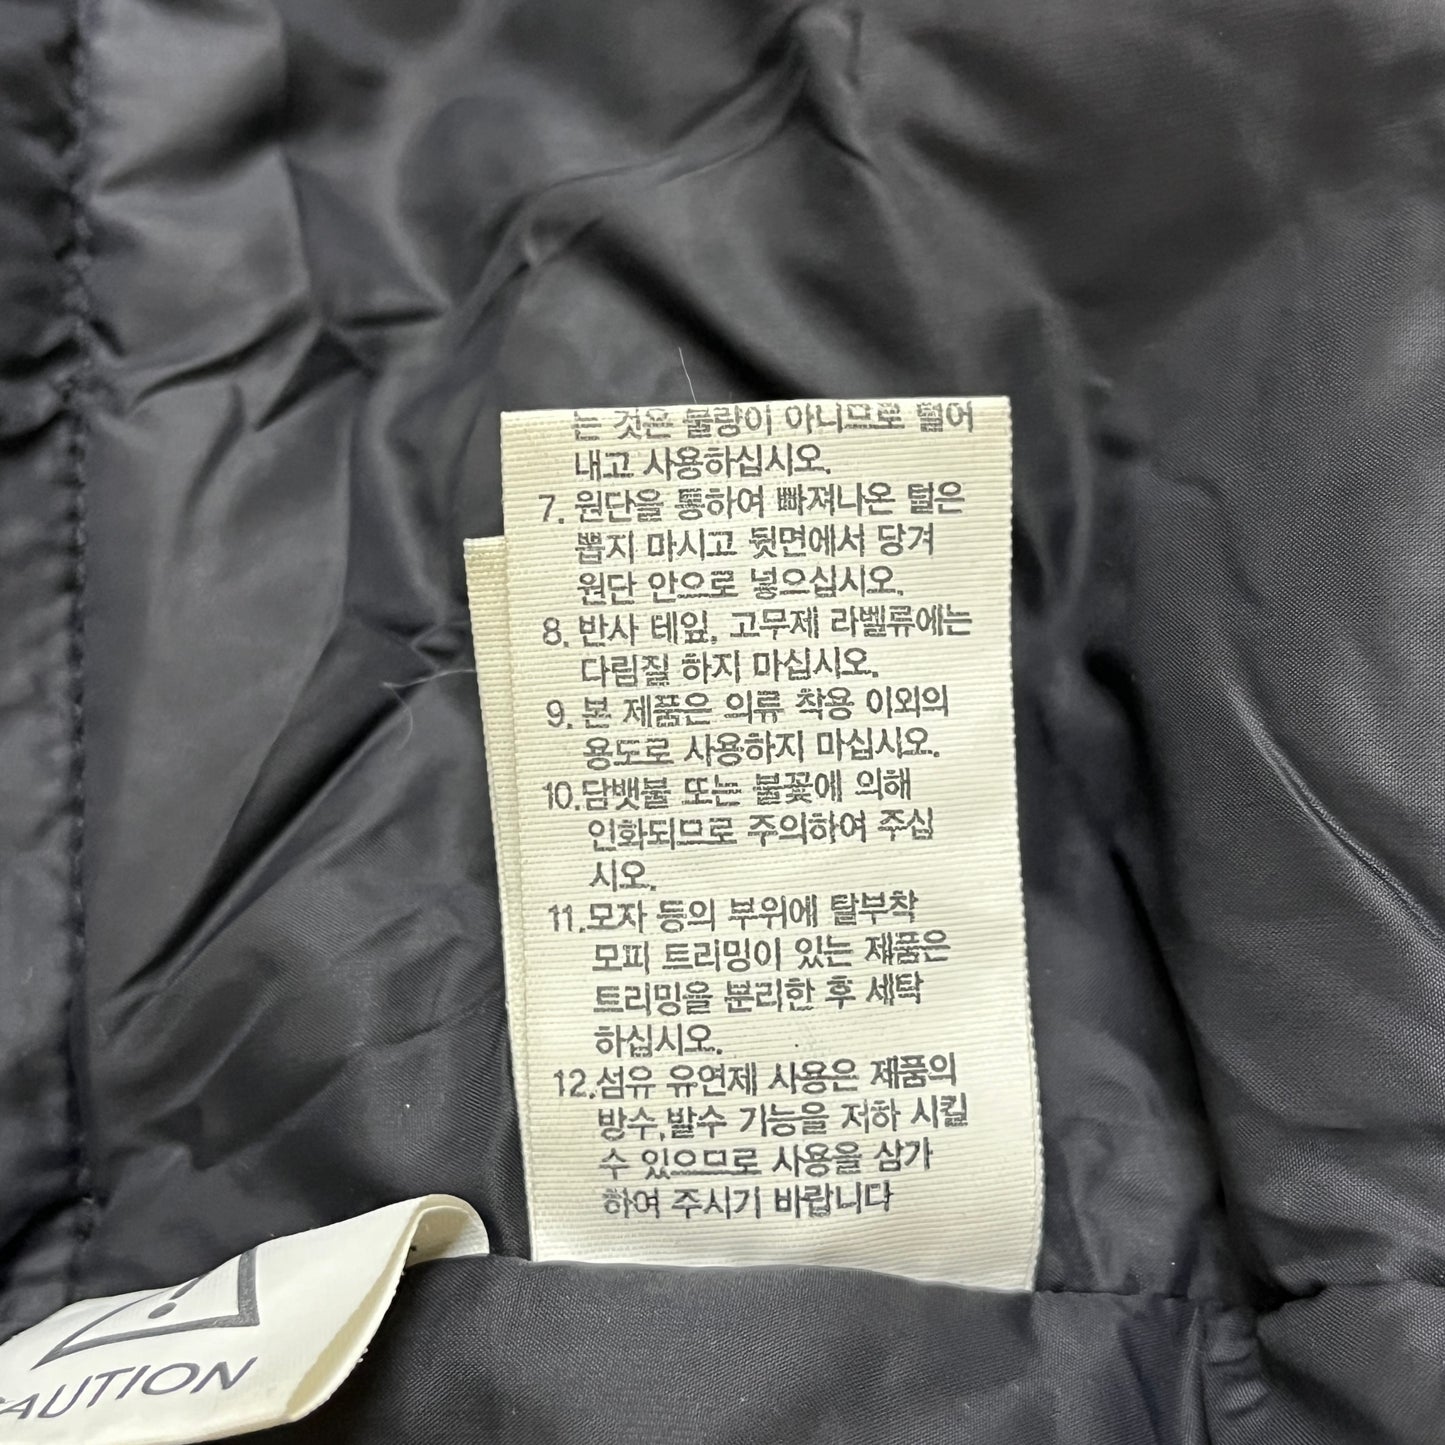 는 것은 불량이 아니므로 털어
내고 사용하십시오.
7. 원단을 통하여 빠져나온 털은
뽑지 마시고 뒷면에서 당겨
원단 안으로 넣으십시오.
8. 반사 테잎, 고무제 라벨류에는
다림질 하지 마십시오.
9. 본 제품은 의류 착용 이외의
용도로 사용하지 마십시오.
10.담뱃불 또는 불꽃에 의해
인화되므로 주의하여 주십
시오.
11.모자 등의 부위에 탈부착
모피 트리밍이 있는 제품은
트리밍을 분리한 후 세탁
하십시오.
12.섬유 유연제 사용은 제품의
방수,발수 기능을 저하 시킬
수 있으므로 사용을 삼가
하여 주시기 바랍니다
CAUTION